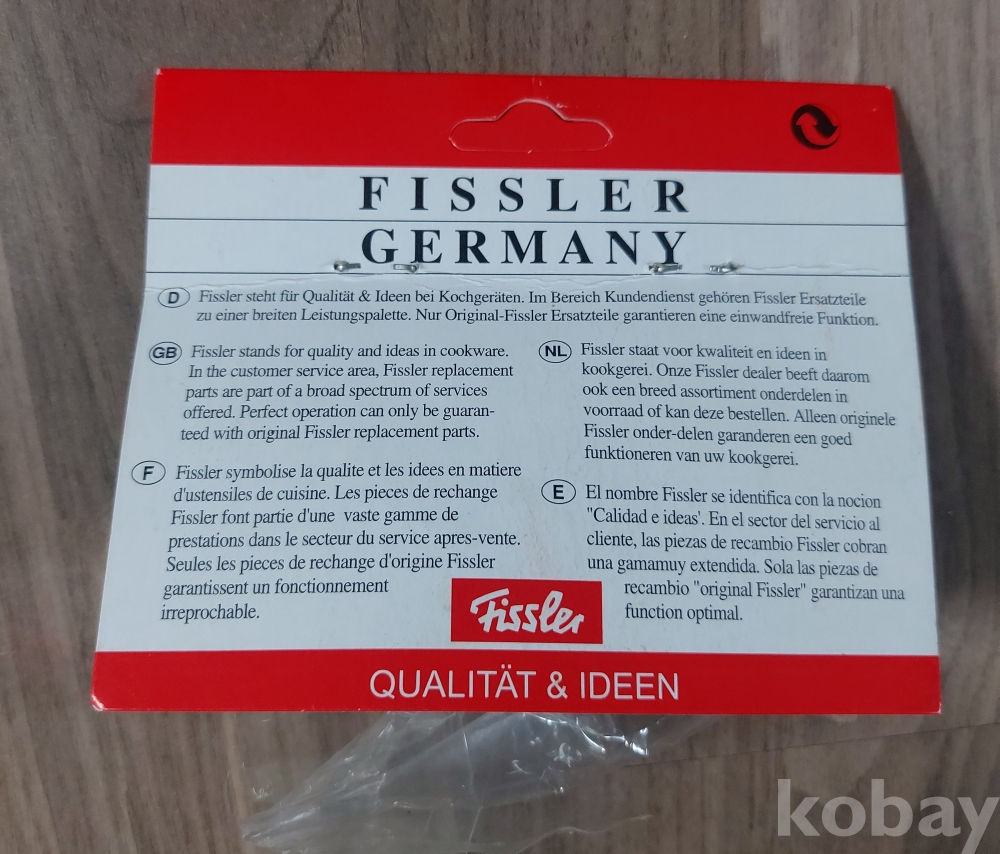 FISSLER
GERMANY
D Fissler steht für Qualität & Ideen bei Kochgeräten. Im Bereich Kundendienst gehören Fissler Ersatzteile
zu einer breiten Leistungspalette. Nur Original-Fissler Ersatzteile garantieren eine einwandfreie Funktion.
GB Fissler stands for quality and ideas in cookware.
In the customer service area, Fissler replacement
parts are part of a broad spectrum of services
offered. Perfect operation can only be guaran-
teed with original Fissler replacement parts.
F Fissler symbolise la qualite et les idees en matiere
d'ustensiles de cuisine. Les pieces de rechange
Fissler font partie d'une vaste gamme de
prestations dans le secteur du service apres-vente.
Seules les pieces de rechange d'origine Fissler
garantissent un fonctionnement
irreprochable.
NL Fissler staat voor kwaliteit en ideen in
kookgerei. Onze Fissler dealer beeft daarom
ook een breed assortiment onderdelen in
voorraad of kan deze bestellen. Alleen originele
Fissler onder-delen garanderen een goed
funktioneren van uw kookgerei.
E El nombre Fissler se identifica con la nocion
"Calidad e ideas'. En el sector del servicio al
cliente, las piezas de recambio Fissler cobran
una gamamuy extendida. Sola las piezas de
recambio "original Fissler" garantizan una
function optimal.
Fissler
QUALITÄT & IDEEN
kobay